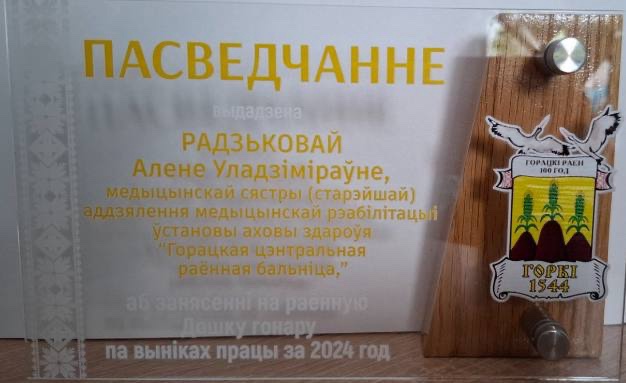 ПАСВЕДЧАННЕ
выдадзена
РАДЗЬКОВАЙ
Алене Уладзіміраўне,
медыцынскай сястры (старэйшай)
аддзялення медыцынскай рэабілітацыі
ўстановы аховы здароўя
"Горацкая цэнтральная
раённая бальніца,"
аб занясенні на раенную
Дошку гонару
па выніках працы за 2024 год
ГОРАЦКІ РАЕН
100 ГОД
ГОРКІ
1544